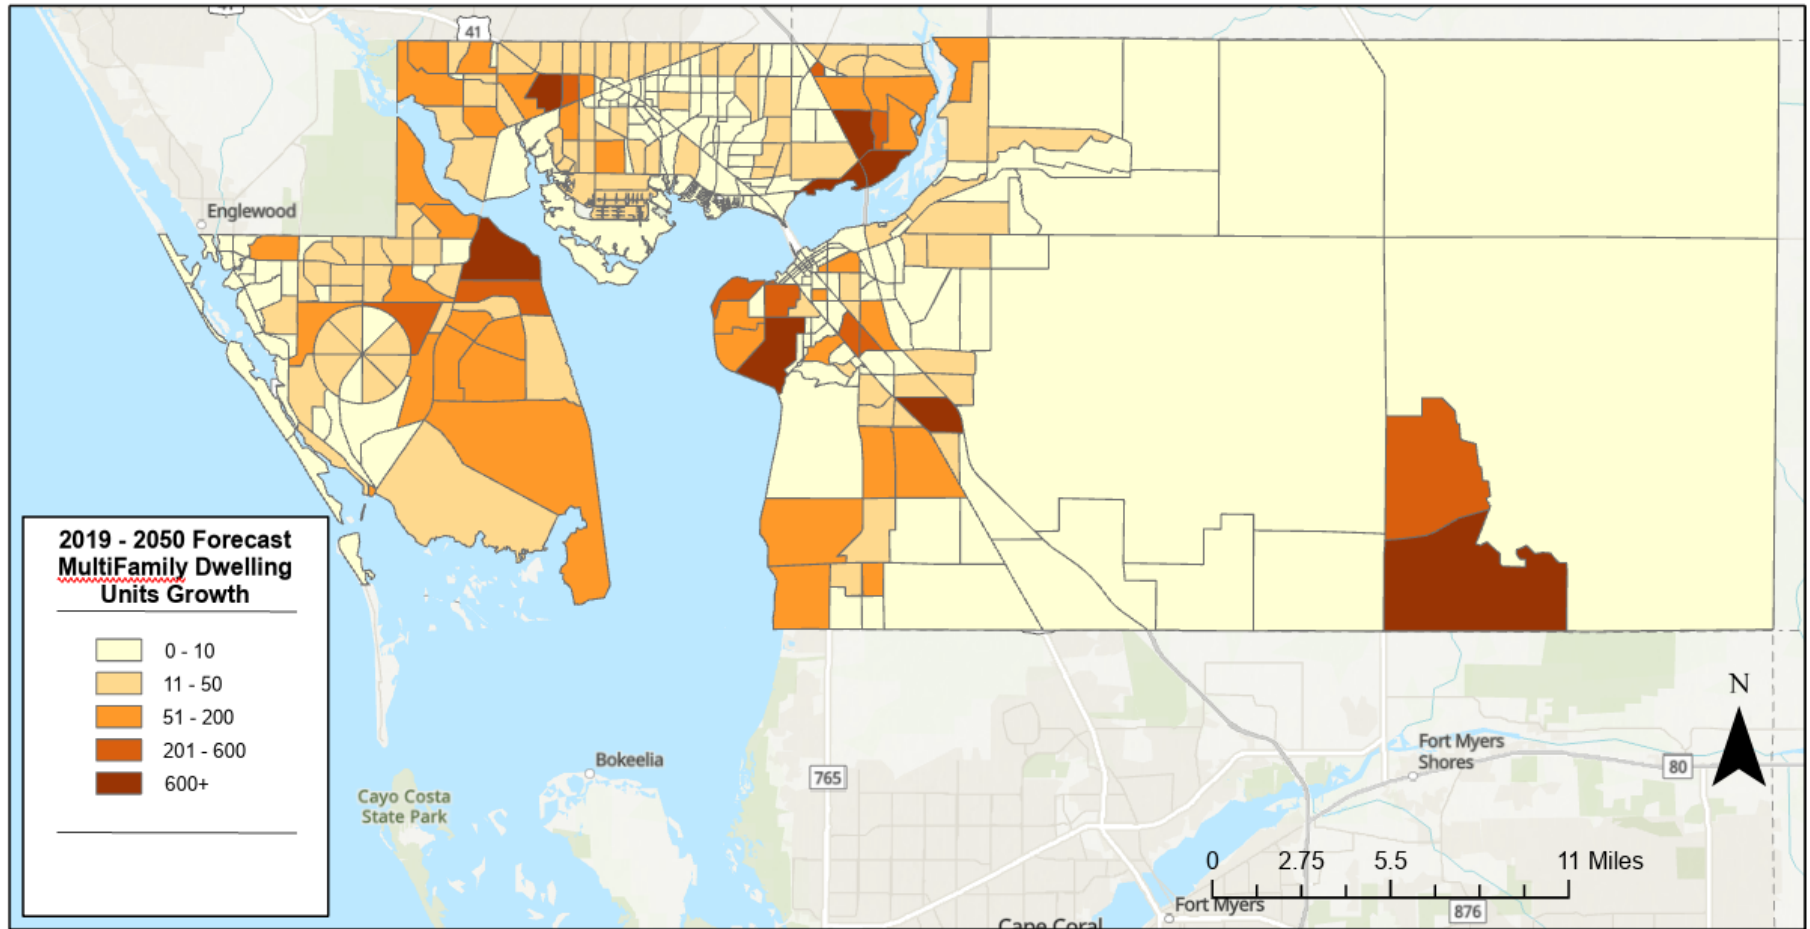 41
Englewood
2019 - 2050 Forecast
MultiFamily Dwelling
Units Growth
0 - 10
11 - 50
51 - 200
201 - 600
600+
Bokeelia
Cayo Costa
State Park
765
Fort Myers
Shores
80
N
0 2.75 5.5 11 Miles
Fort Myers
876
Cape Coral